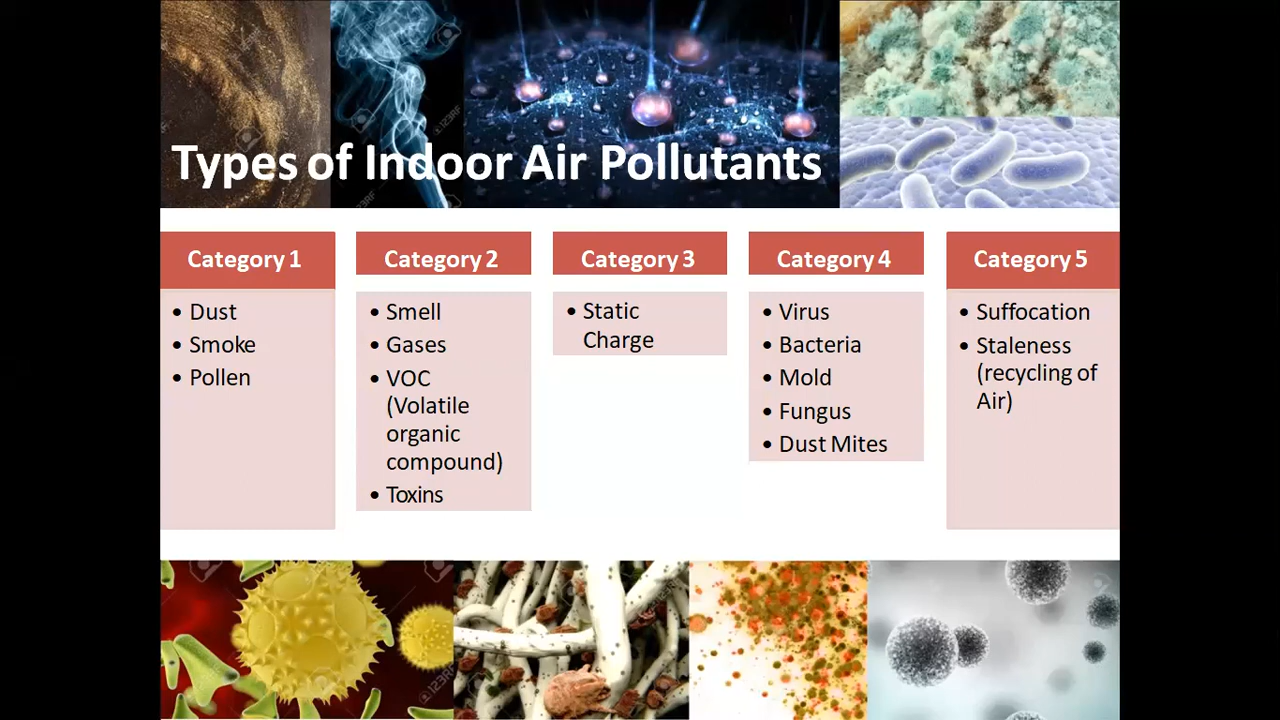 Types of Indoor Air Pollutants
Category 1
• Dust
• Smoke
• Pollen
Category 2
• Smell
• Gases
• VOC
(Volatile
organic
compound)
• Toxins
Category 3
• Static
Charge
Category 4
• Virus
• Bacteria
• Mold
• Fungus
• Dust Mites
Category 5
• Suffocation
• Staleness
(recycling of
Air)
123RF
123RF